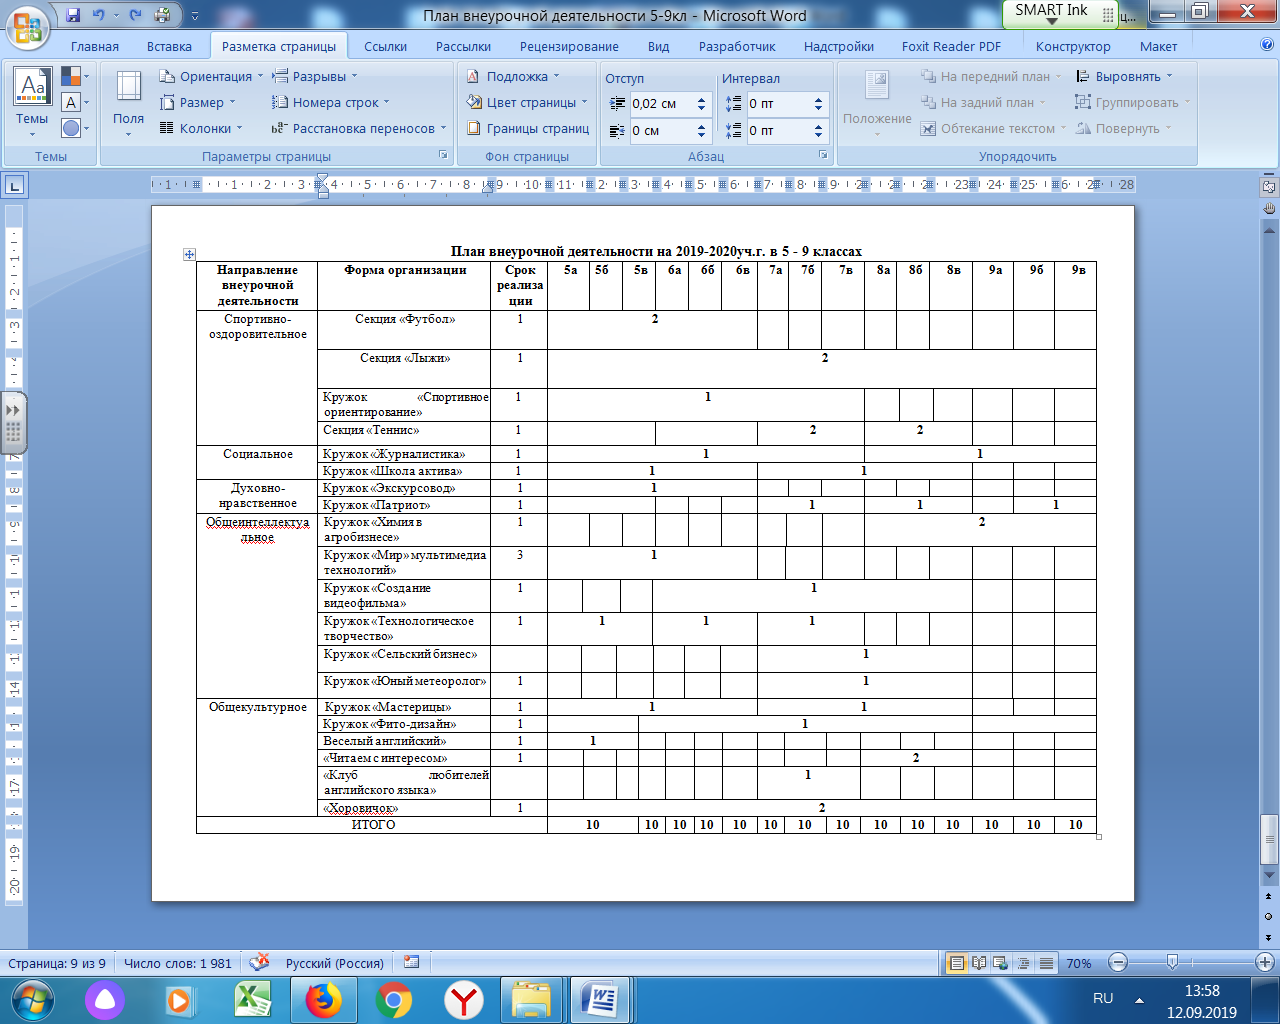 План внеурочной деятельности 5-9кл - Microsoft Word
SMART Ink
ц...
Главная Вставка Разметка страницы Ссылки Рассылки Рецензирование Вид Разработчик Надстройки Foxit Reader PDF Конструктор Макет
Ориентация Разрывы Подложка Отступ Интервал На передний план Выровнять
Размер Номера строк Цвет страницы 0,02 см 0 пт На задний план Группировать
Колонки Расстановка переносов Границы страниц 0 см 0 пт Обтекание текстом Повернуть
Темы Поля Положение
Темы Параметры страницы Фон страницы Абзац Упорядочить
План внеурочной деятельности на 2019-2020уч.г. в 5 - 9 классах
Направление внеурочной деятельности Форма организации Срок реализации 5а 5б 5в 6а 6б 6в 7а 7б 7в 8а 8б 8в 9а 9б 9в
Спортивно-оздоровительное Секция «Футбол» 1 2
Секция «Лыжи» 1 2
Кружок «Спортивное ориентирование» 1 1
Секция «Теннис» 1 2 2
Социальное Кружок «Журналистика» 1 1 1
Кружок «Школа актива» 1 1 1
Духовно-нравственное Кружок «Экскурсовод» 1 1
Кружок «Патриот» 1 1 1 1
Общеинтеллектуальное Кружок «Химия в агробизнесе» 1 2
Кружок «Мир» мультимедиа технологий» 3 1
Кружок «Создание видеофильма» 1 1
Кружок «Технологическое творчество» 1 1 1 1
Кружок «Сельский бизнес» 1
Кружок «Юный метеоролог» 1 1
Общекультурное Кружок «Мастерицы» 1 1 1
Кружок «Фито-дизайн» 1 1
Веселый английский» 1 1
«Читаем с интересом» 1 2
«Клуб любителей английского языка» 1
«Хоровичок» 1 2
ИТОГО 10 10 10 10 10 10 10 10 10 10 10 10 10 10
Страница: 9 из 9 Число слов: 1 981 Русский (Россия) 70%
RU 13:58
12.09.2019